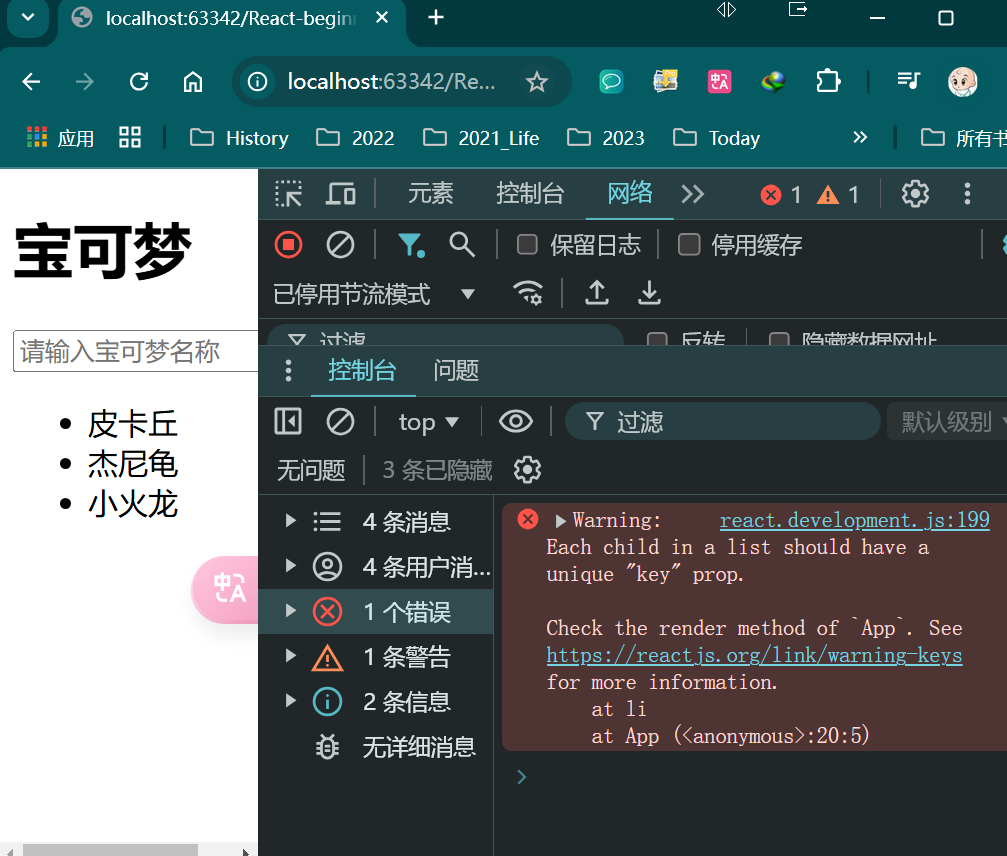 localhost:63342/React-beginn
localhost:63342/Re...
应用
History
2022
2021_Life
2023
Today
所有书
宝可梦
请输入宝可梦名称
皮卡丘
杰尼龟
小火龙
中A
元素 控制台 网络 1 1
保留日志 停用缓存
已停用节流模式
过滤 反转 隐藏数据网址
控制台 问题
top 过滤 默认级别
无问题 3 条已隐藏
4 条消息
4 条用户消...
1 个错误
1 条警告
2 条信息
无详细消息
Warning: react.development.js:199
Each child in a list should have a
unique "key" prop.
Check the render method of `App`. See
https://reactjs.org/link/warning-keys
for more information.
at li
at App (<anonymous>:20:5)